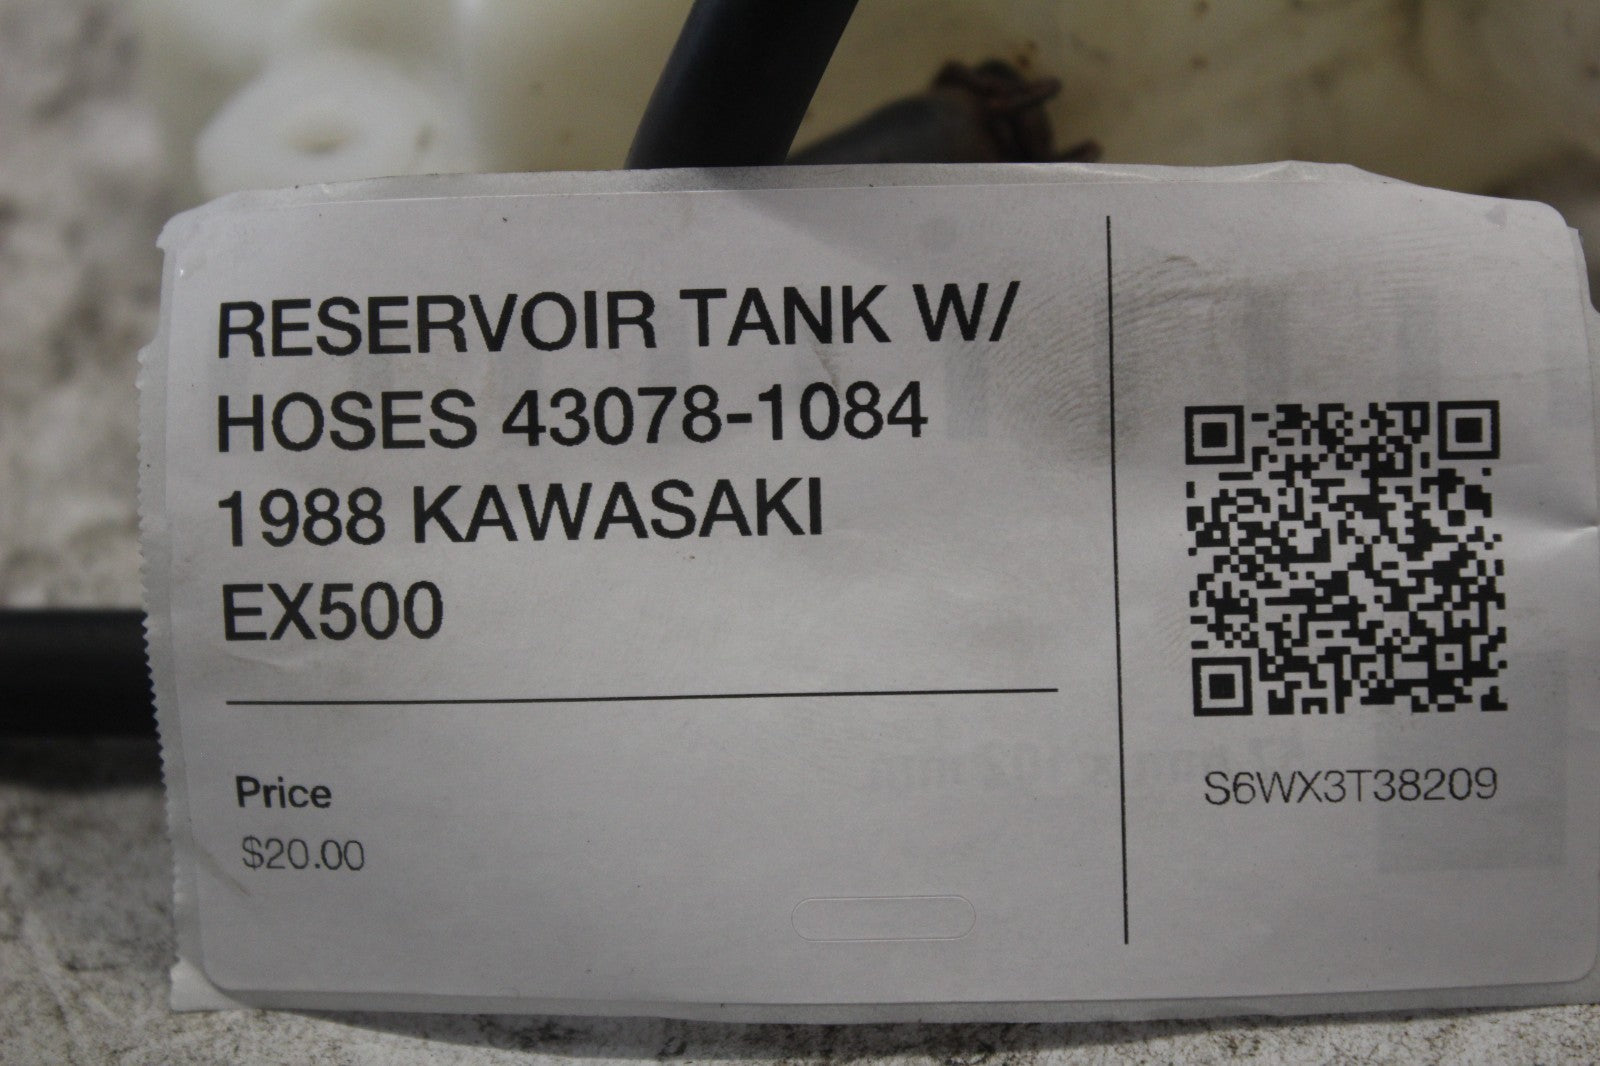 RESERVOIR TANK W/
HOSES 43078-1084
1988 KAWASAKI
EX500
Price
$20.00
S6WX3T38209